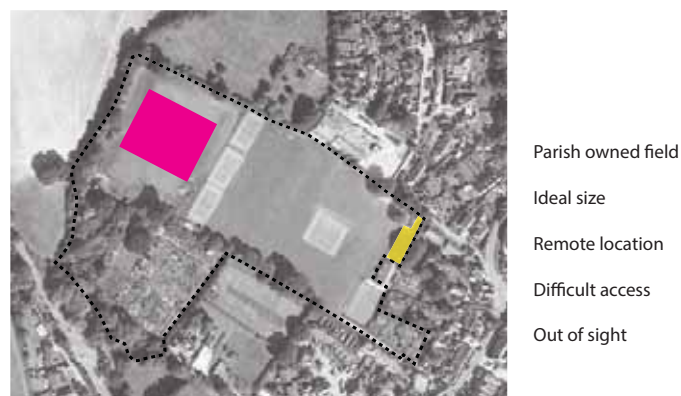 Parish owned field
Ideal size
Remote location
Difficult access
Out of sight